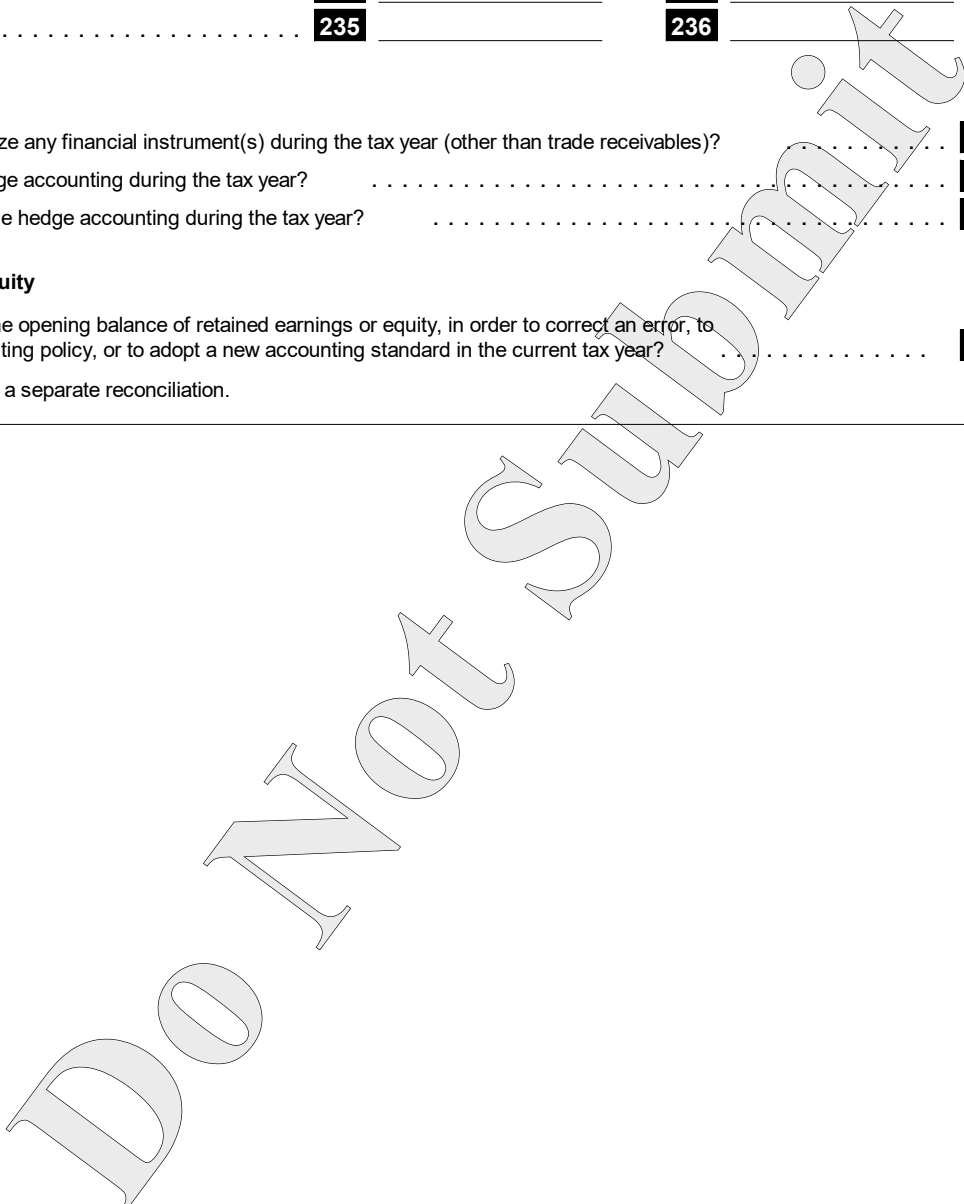 . . . . . . . . . . . . . . . . . . . . 235 236
ze any financial instrument(s) during the tax year (other than trade receivables)? . . . . . . . . . . .
ge accounting during the tax year? . . . . . . . . . . . . . . . . . . . . . . . . . . . . . . . . . . . . . .
e hedge accounting during the tax year? . . . . . . . . . . . . . . . . . . . . . . . . . . . . . . . . . .
uity
ne opening balance of retained earnings or equity, in order to correct an error, to
ting policy, or to adopt a new accounting standard in the current tax year? . . . . . . . . . . . . . .
a separate reconciliation.
Do Not Submit